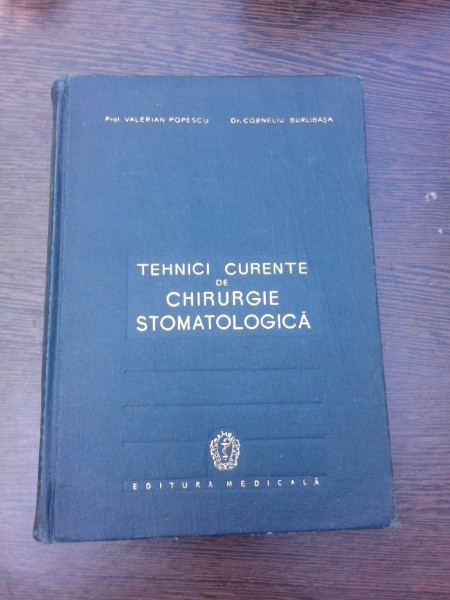 Prof. VALERIAN POPESCU Dr. CORNELIU BURLIBAȘA
TEHNICI CURENTE
DE
CHIRURGIE
STOMATOLOGICĂ
EDITURA MEDICALĂ